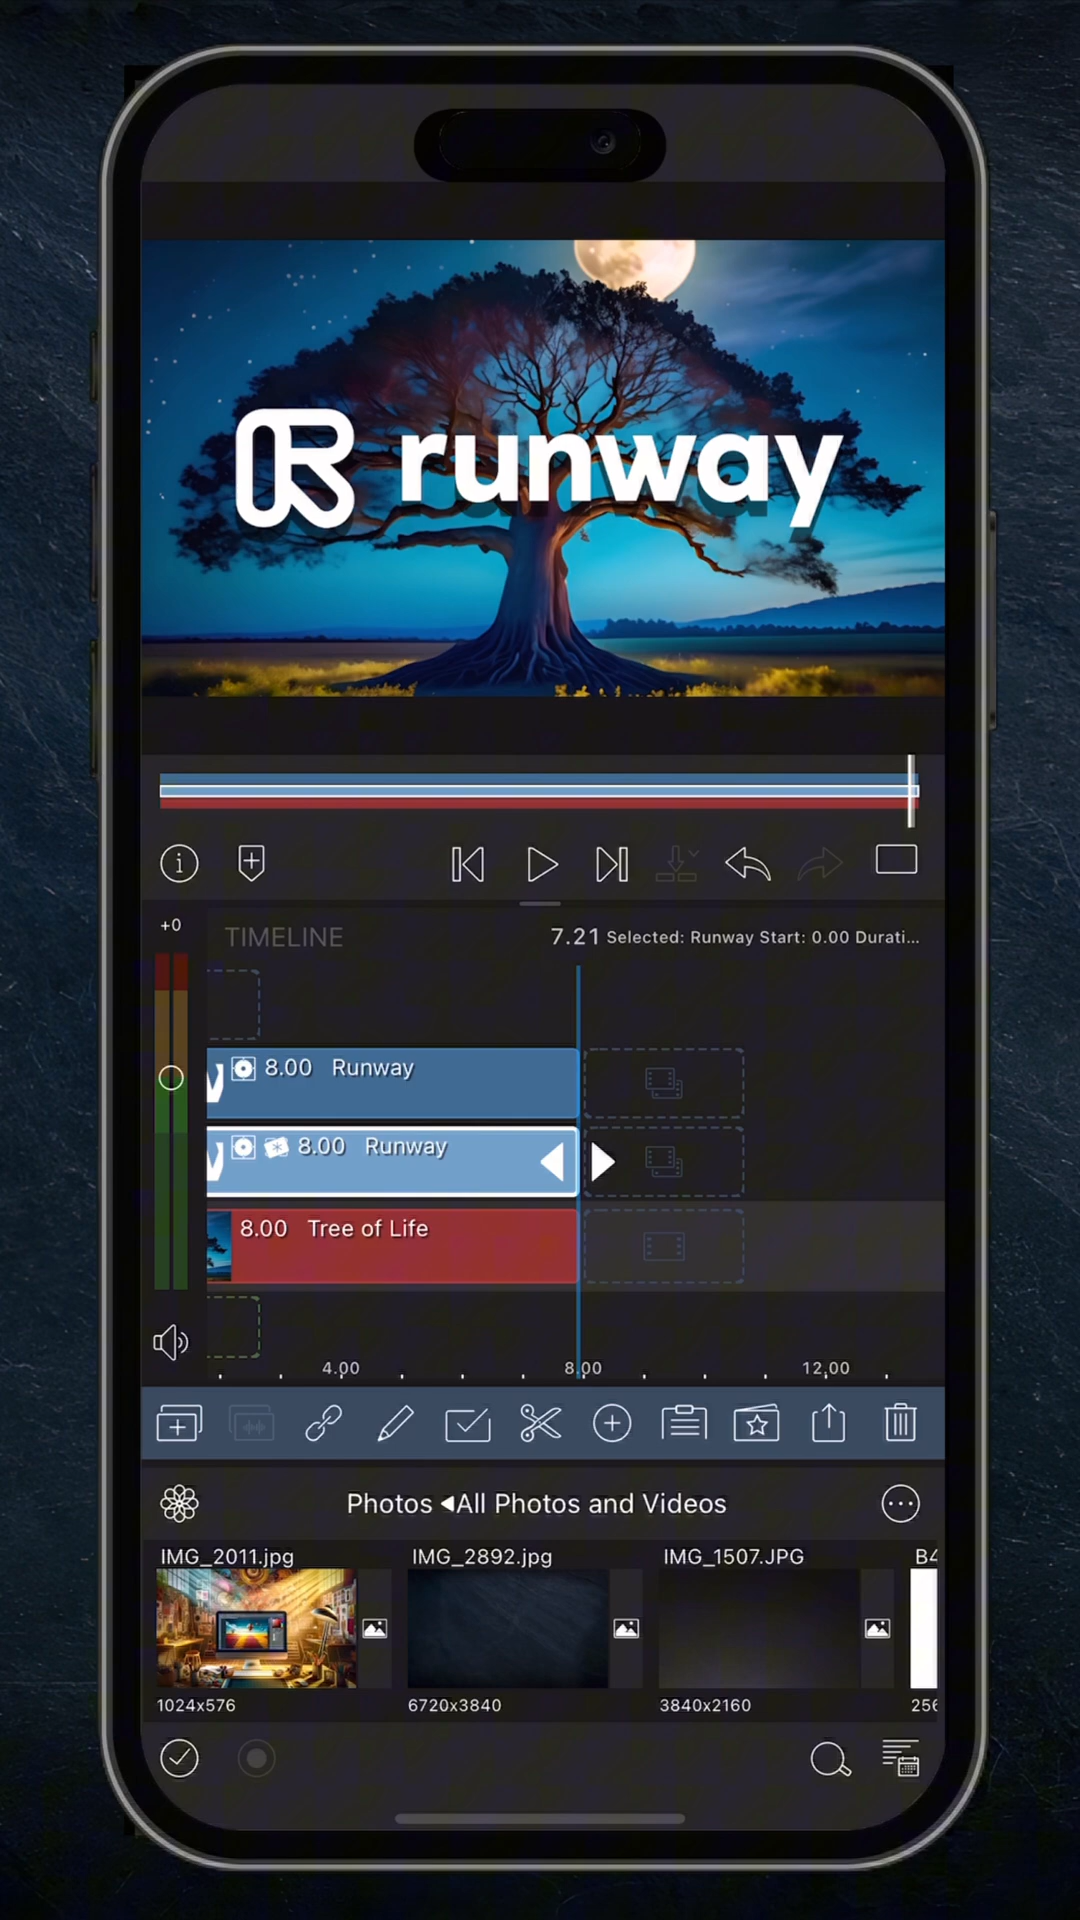 runway
+0
TIMELINE
7.21 Selected: Runway Start: 0.00 Durati...
8.00 Runway
8.00 Runway
8.00 Tree of Life
4.00 8.00 12.00
Photos ◀All Photos and Videos
IMG_2011.jpg IMG_2892.jpg IMG_1507.JPG B4
1024x576 6720x3840 3840x2160 256